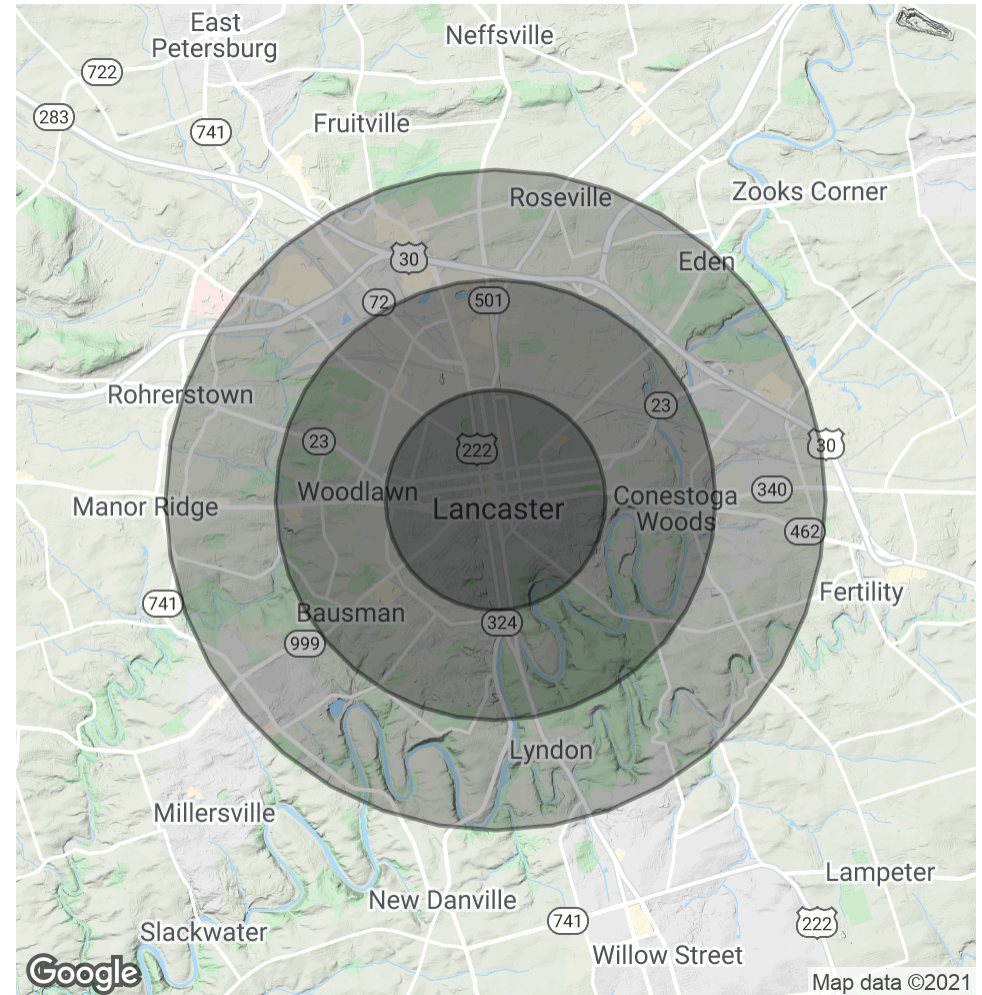 East
Petersburg
Neffsville
722
283
741
Fruitville
Roseville
Zooks Corner
30
Eden
72
501
Rohrerstown
23
23
222
30
Woodlawn
Lancaster
Conestoga
Woods
340
Manor Ridge
462
741
Bausman
324
Fertility
999
Lyndon
Millersville
Lampeter
New Danville
741
222
Slackwater
Willow Street
Google
Map data ©2021